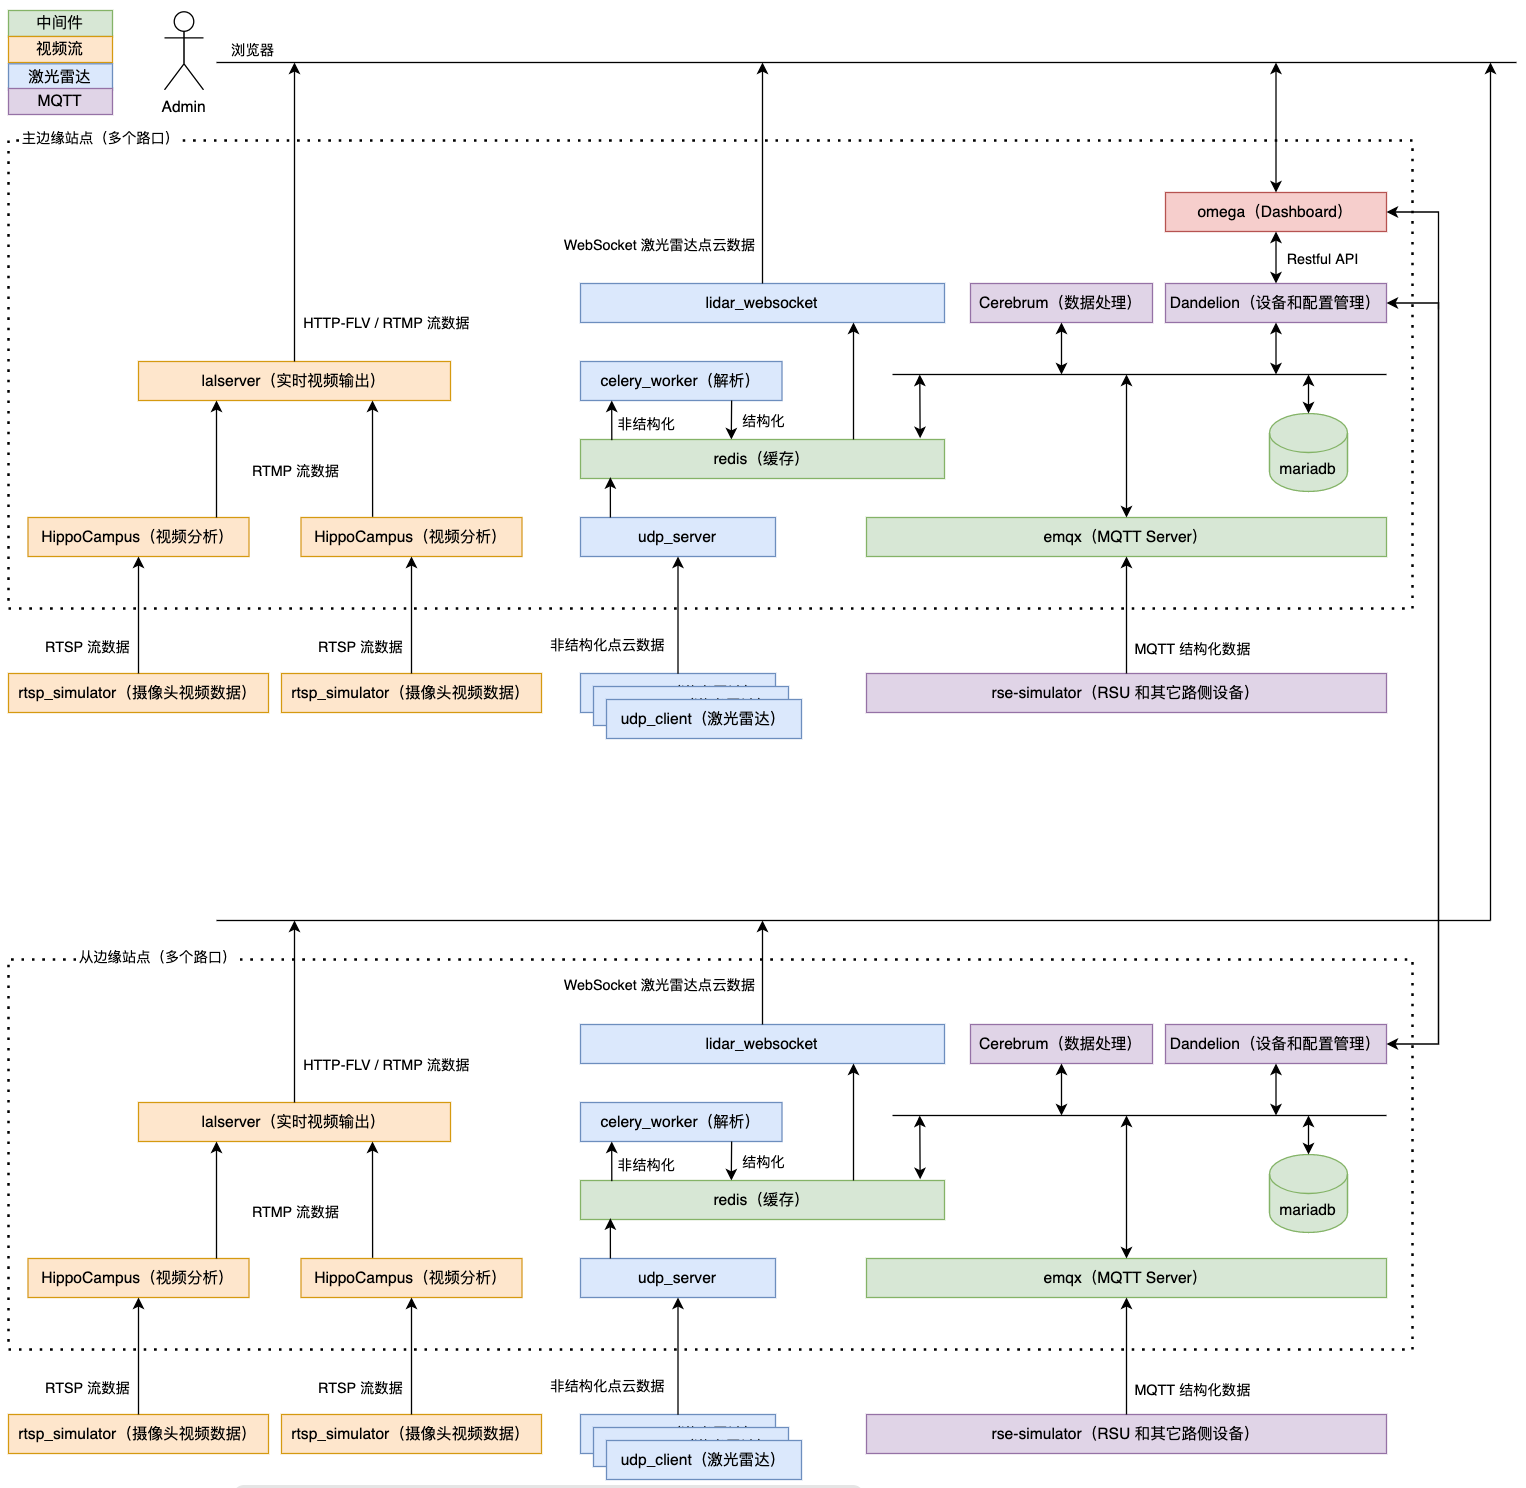 中间件
视频流
激光雷达
MQTT
Admin
浏览器
主边缘站点（多个路口）
omega（Dashboard）
WebSocket 激光雷达点云数据
Restful API
lidar_websocket
Cerebrum（数据处理）
Dandelion（设备和配置管理）
HTTP-FLV / RTMP 流数据
lalserver（实时视频输出）
celery_worker（解析）
非结构化
结构化
redis（缓存）
mariadb
RTMP 流数据
HippoCampus（视频分析）
HippoCampus（视频分析）
udp_server
emqx（MQTT Server）
RTSP 流数据
RTSP 流数据
非结构化点云数据
MQTT 结构化数据
rtsp_simulator（摄像头视频数据）
rtsp_simulator（摄像头视频数据）
udp_client（激光雷达）
rse-simulator（RSU 和其它路侧设备）
从边缘站点（多个路口）
WebSocket 激光雷达点云数据
lidar_websocket
Cerebrum（数据处理）
Dandelion（设备和配置管理）
HTTP-FLV / RTMP 流数据
lalserver（实时视频输出）
celery_worker（解析）
非结构化
结构化
redis（缓存）
mariadb
RTMP 流数据
HippoCampus（视频分析）
HippoCampus（视频分析）
udp_server
emqx（MQTT Server）
RTSP 流数据
RTSP 流数据
非结构化点云数据
MQTT 结构化数据
rtsp_simulator（摄像头视频数据）
rtsp_simulator（摄像头视频数据）
udp_client（激光雷达）
rse-simulator（RSU 和其它路侧设备）